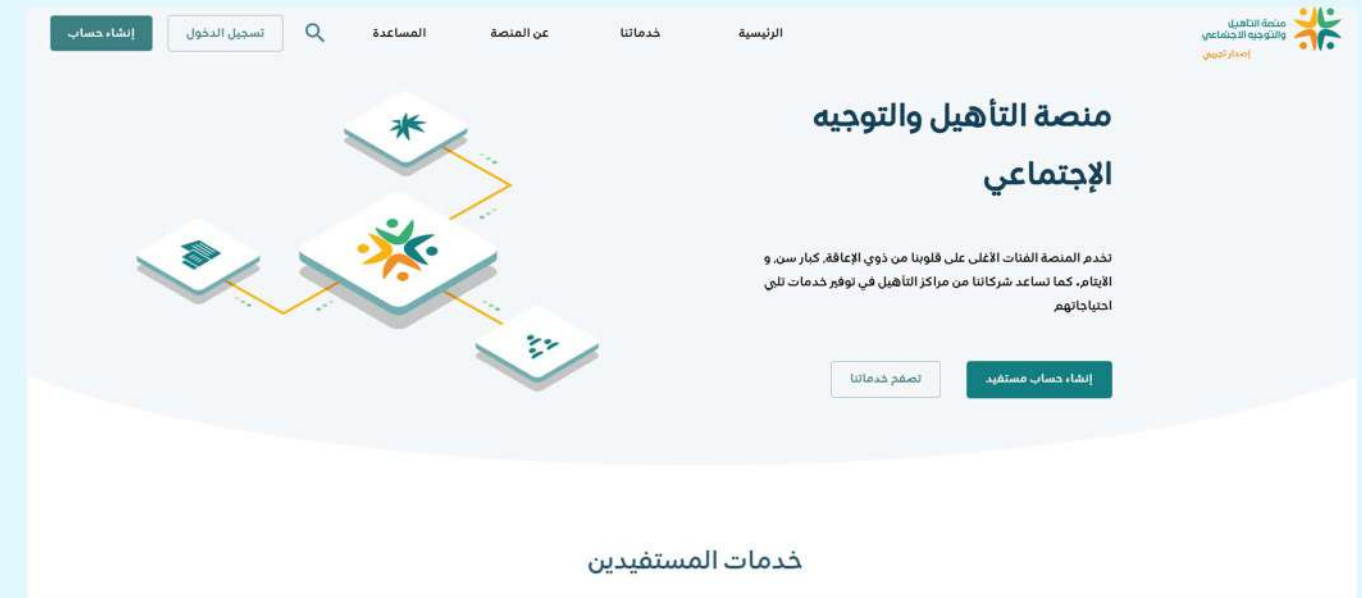 منصة التأهيل
والتوجيه الاجتماعي
إصدار تجريبي
الرئيسية
خدماتنا
عن المنصة
المساعدة
تسجيل الدخول
إنشاء حساب
منصة التأهيل والتوجيه
الإجتماعي
تخدم المنصة الفئات الأغلى على قلوبنا من ذوي الإعاقة, كبار سن, و
الأيتام. كما تساعد شركائنا من مراكز التأهيل في توفير خدمات تلبي
احتياجاتهم
إنشاء حساب مستفيد
تصفح خدماتنا
خدمات المستفيدين